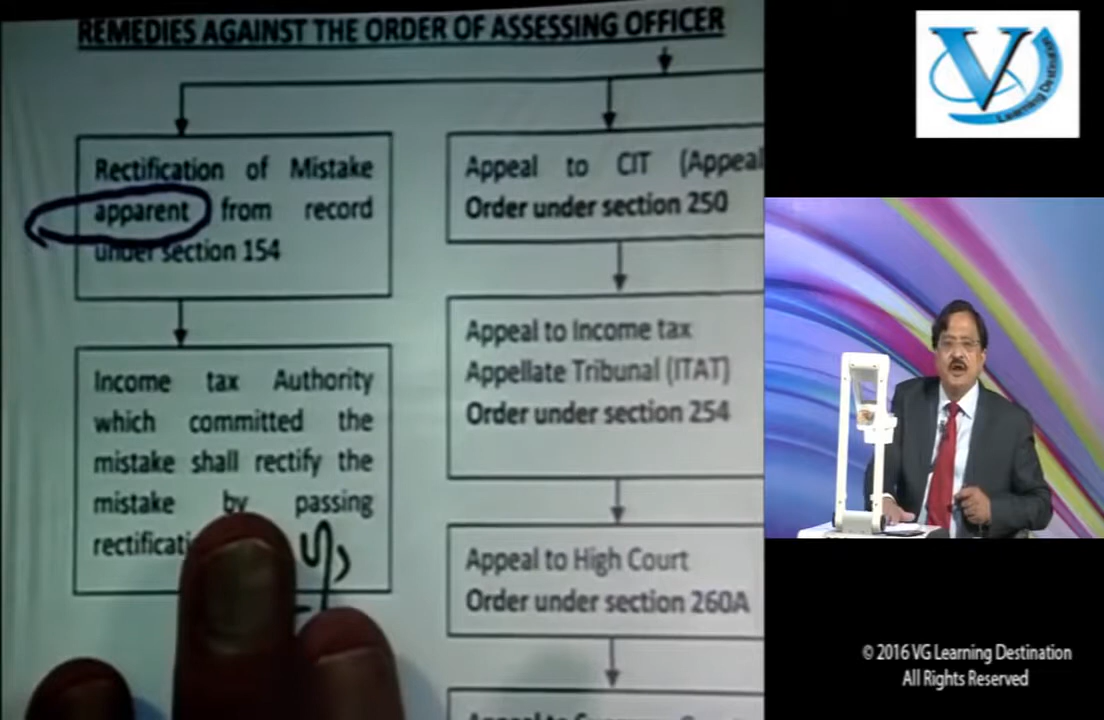 REMEDIES AGAINST THE ORDER OF ASSESSING OFFICER
Rectification of Mistake
apparent from record
under section 154
Income tax Authority
which committed the
mistake shall rectify the
mistake by passing
Appeal to CIT (Appeal
Order under section 250
Appeal to Income tax
Appellate Tribunal (ITAT)
Order under section 254
Appeal to High Court
Order under section 260A
Appeal to
V
Learning Destination
© 2016 VG Learning Destination
All Rights Reserved